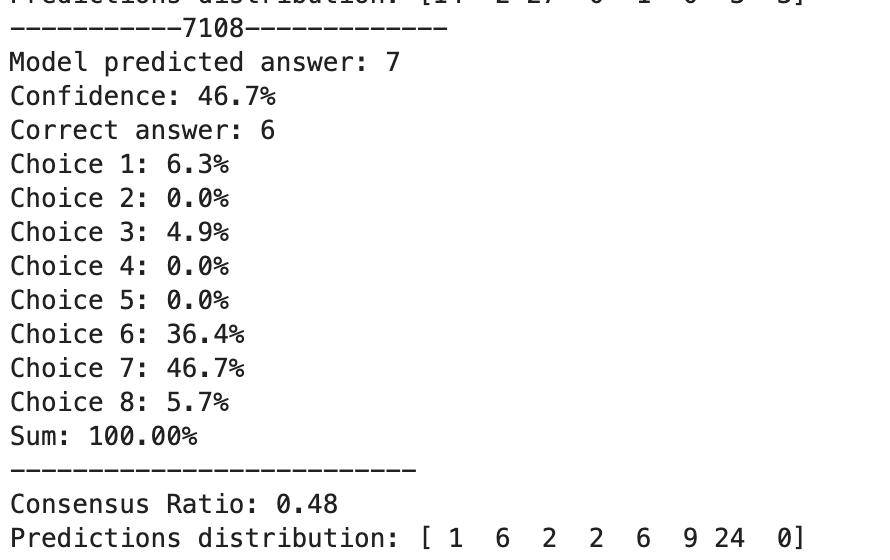 -----------7108-------------
Model predicted answer: 7
Confidence: 46.7%
Correct answer: 6
Choice 1: 6.3%
Choice 2: 0.0%
Choice 3: 4.9%
Choice 4: 0.0%
Choice 5: 0.0%
Choice 6: 36.4%
Choice 7: 46.7%
Choice 8: 5.7%
Sum: 100.00%
--------------------------
Consensus Ratio: 0.48
Predictions distribution: [ 1  6  2  2  6  9 24  0]